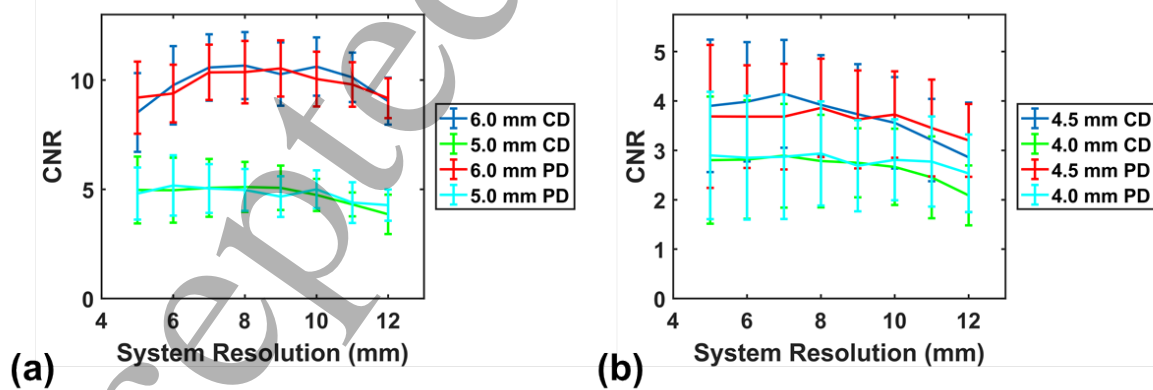 CNR
10
5
0
4 6 8 10 12
System Resolution (mm)
6.0 mm CD
5.0 mm CD
6.0 mm PD
5.0 mm PD
(a)
CNR
5
4
3
2
1
0
4 6 8 10 12
System Resolution (mm)
4.5 mm CD
4.0 mm CD
4.5 mm PD
4.0 mm PD
(b)
cepted